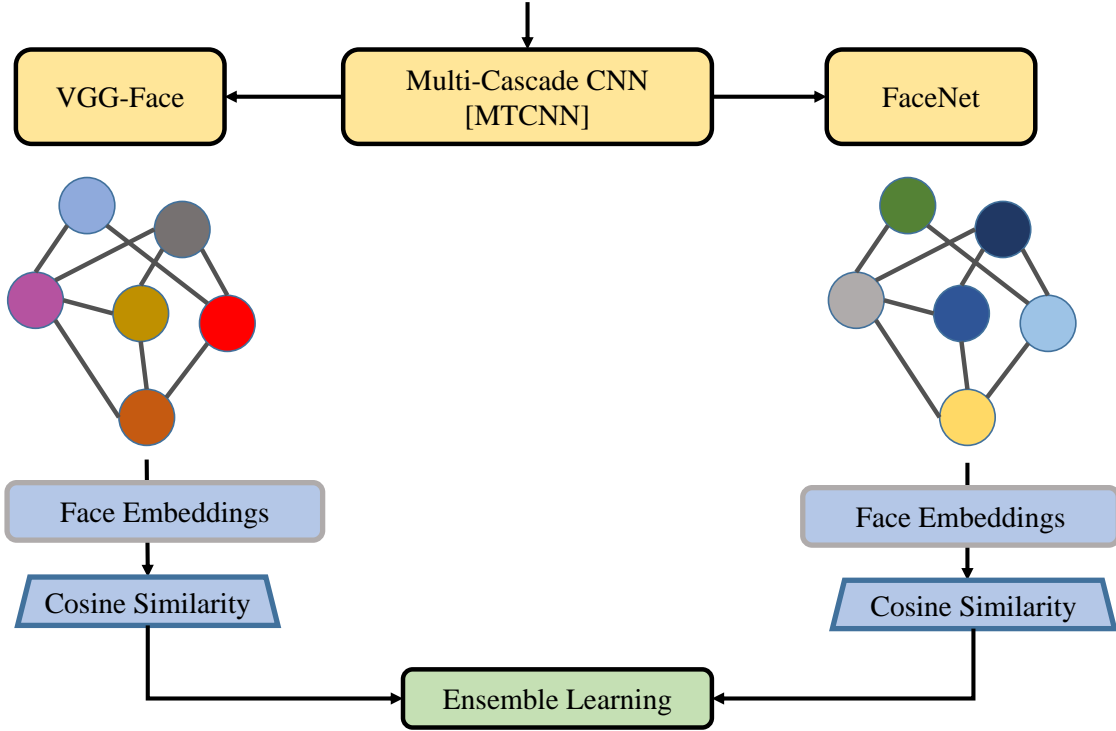 VGG-Face
Multi-Cascade CNN
[MTCNN]
FaceNet
Face Embeddings
Face Embeddings
Cosine Similarity
Cosine Similarity
Ensemble Learning